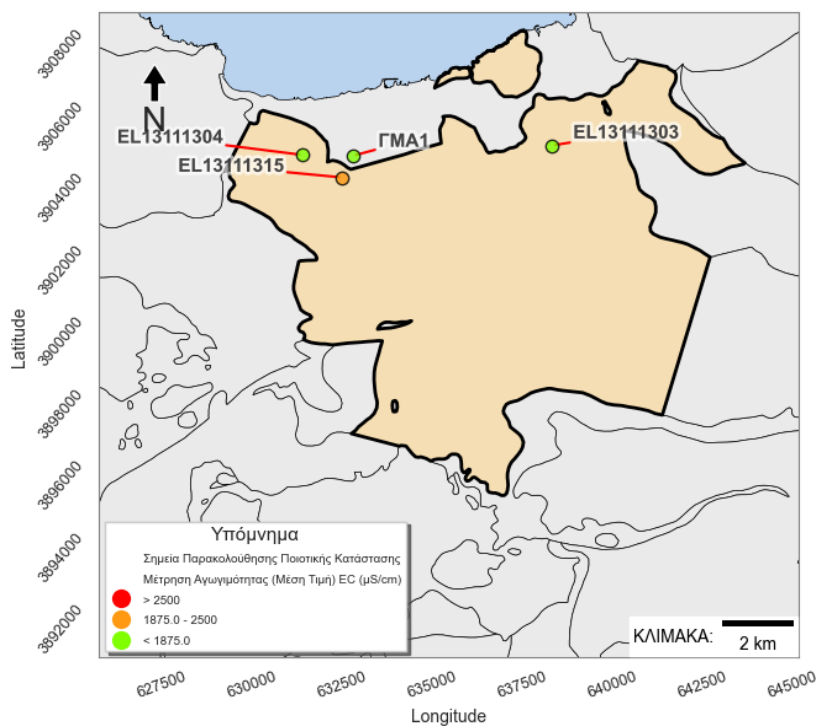 3908000
3906000
3904000
3902000
3900000
3898000
3896000
3894000
3892000
Latitude
N
EL13111304
ΓΜΑ1
EL13111303
EL13111315
Υπόμνημα
Σημεία Παρακολούθησης Ποιοτικής Κατάστασης
Μέτρηση Αγωγιμότητας (Μέση Τιμή) EC (μS/cm)
> 2500
1875.0 - 2500
< 1875.0
ΚΛΙΜΑΚΑ:
2 km
627500
630000
632500
635000
637500
640000
642500
645000
Longitude